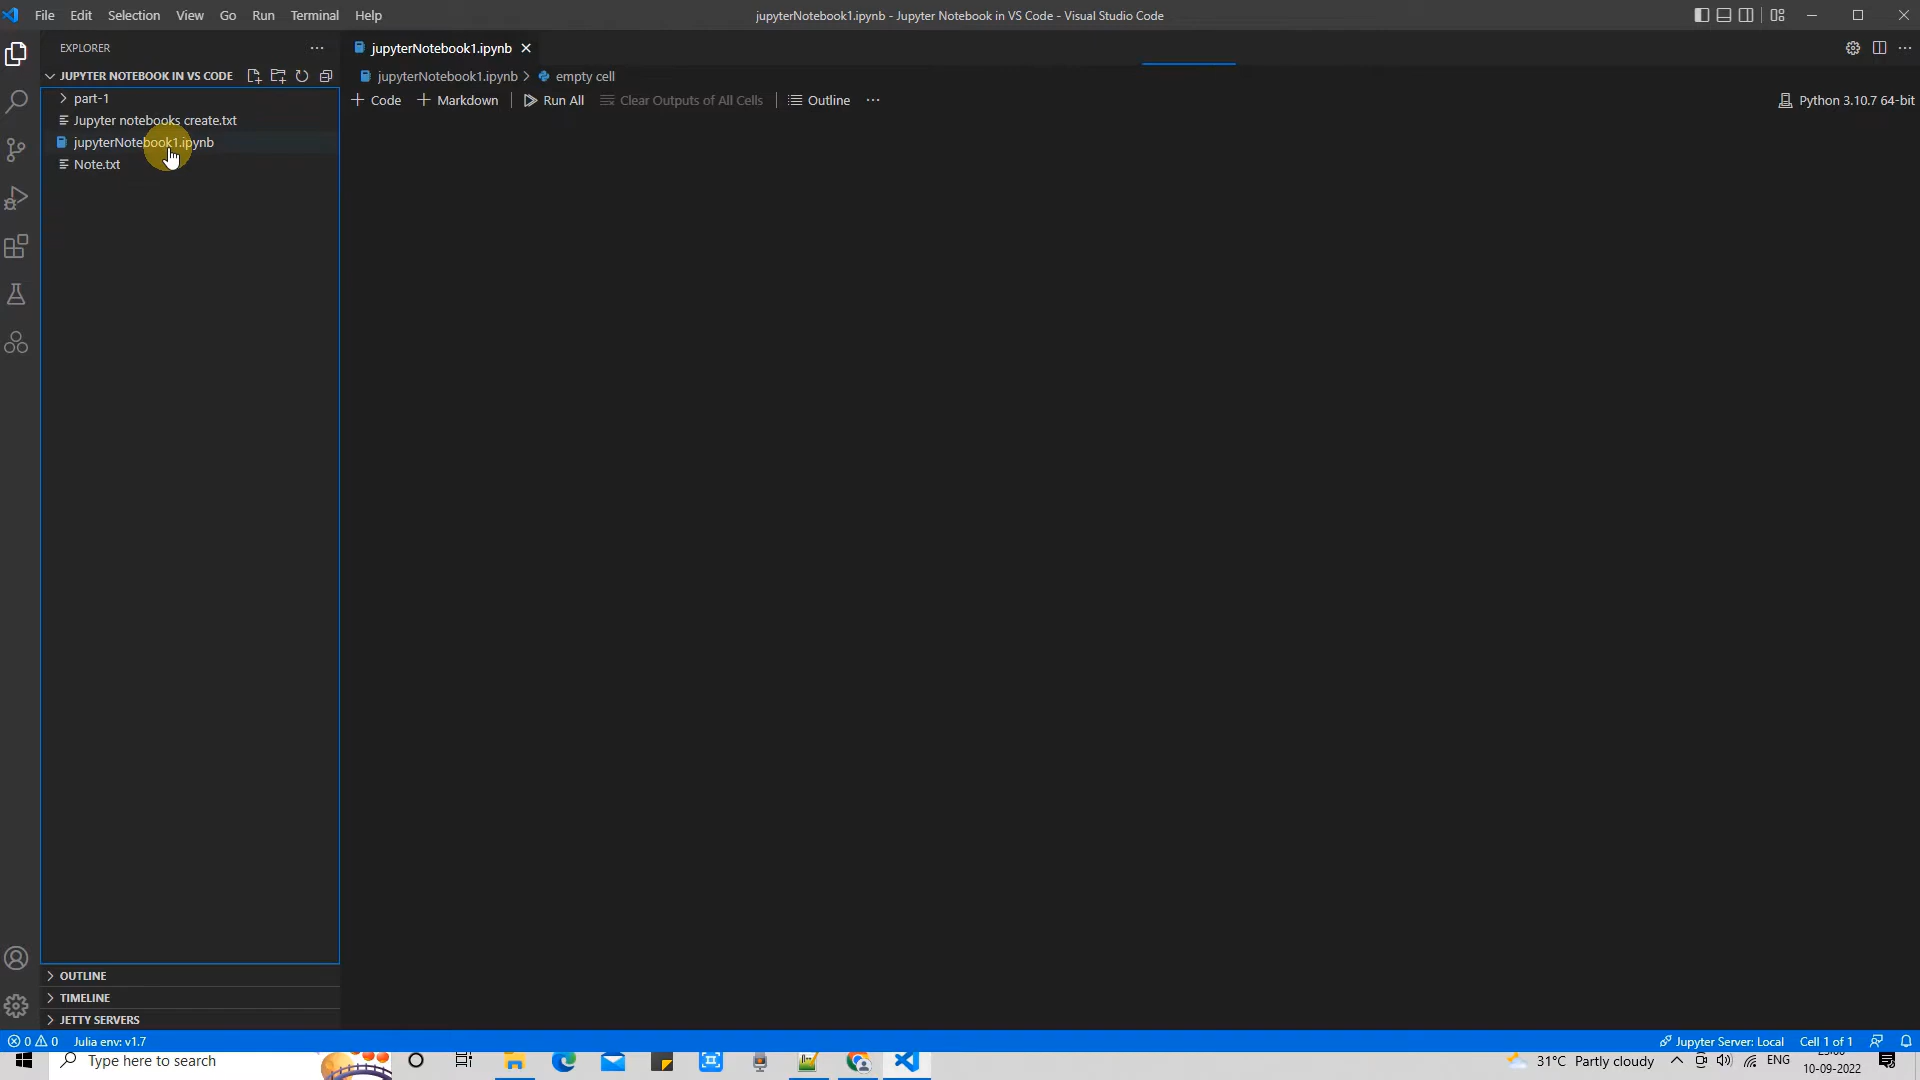 File Edit Selection View Go Run Terminal Help
jupyterNotebook1.ipynb - Jupyter Notebook in VS Code - Visual Studio Code
EXPLORER
jupyterNotebook1.ipynb
JUPYTER NOTEBOOK IN VS CODE
jupyterNotebook1.ipynb > empty cell
part-1
Code Markdown Run All Clear Outputs of All Cells Outline
Python 3.10.7 64-bit
Jupyter notebooks create.txt
jupyterNotebook1.ipynb
Note.txt
OUTLINE
TIMELINE
JETTY SERVERS
0 0 Julia env: v1.7
Jupyter Server: Local Cell 1 of 1
Type here to search
31°C Partly cloudy ENG
10-09-2022